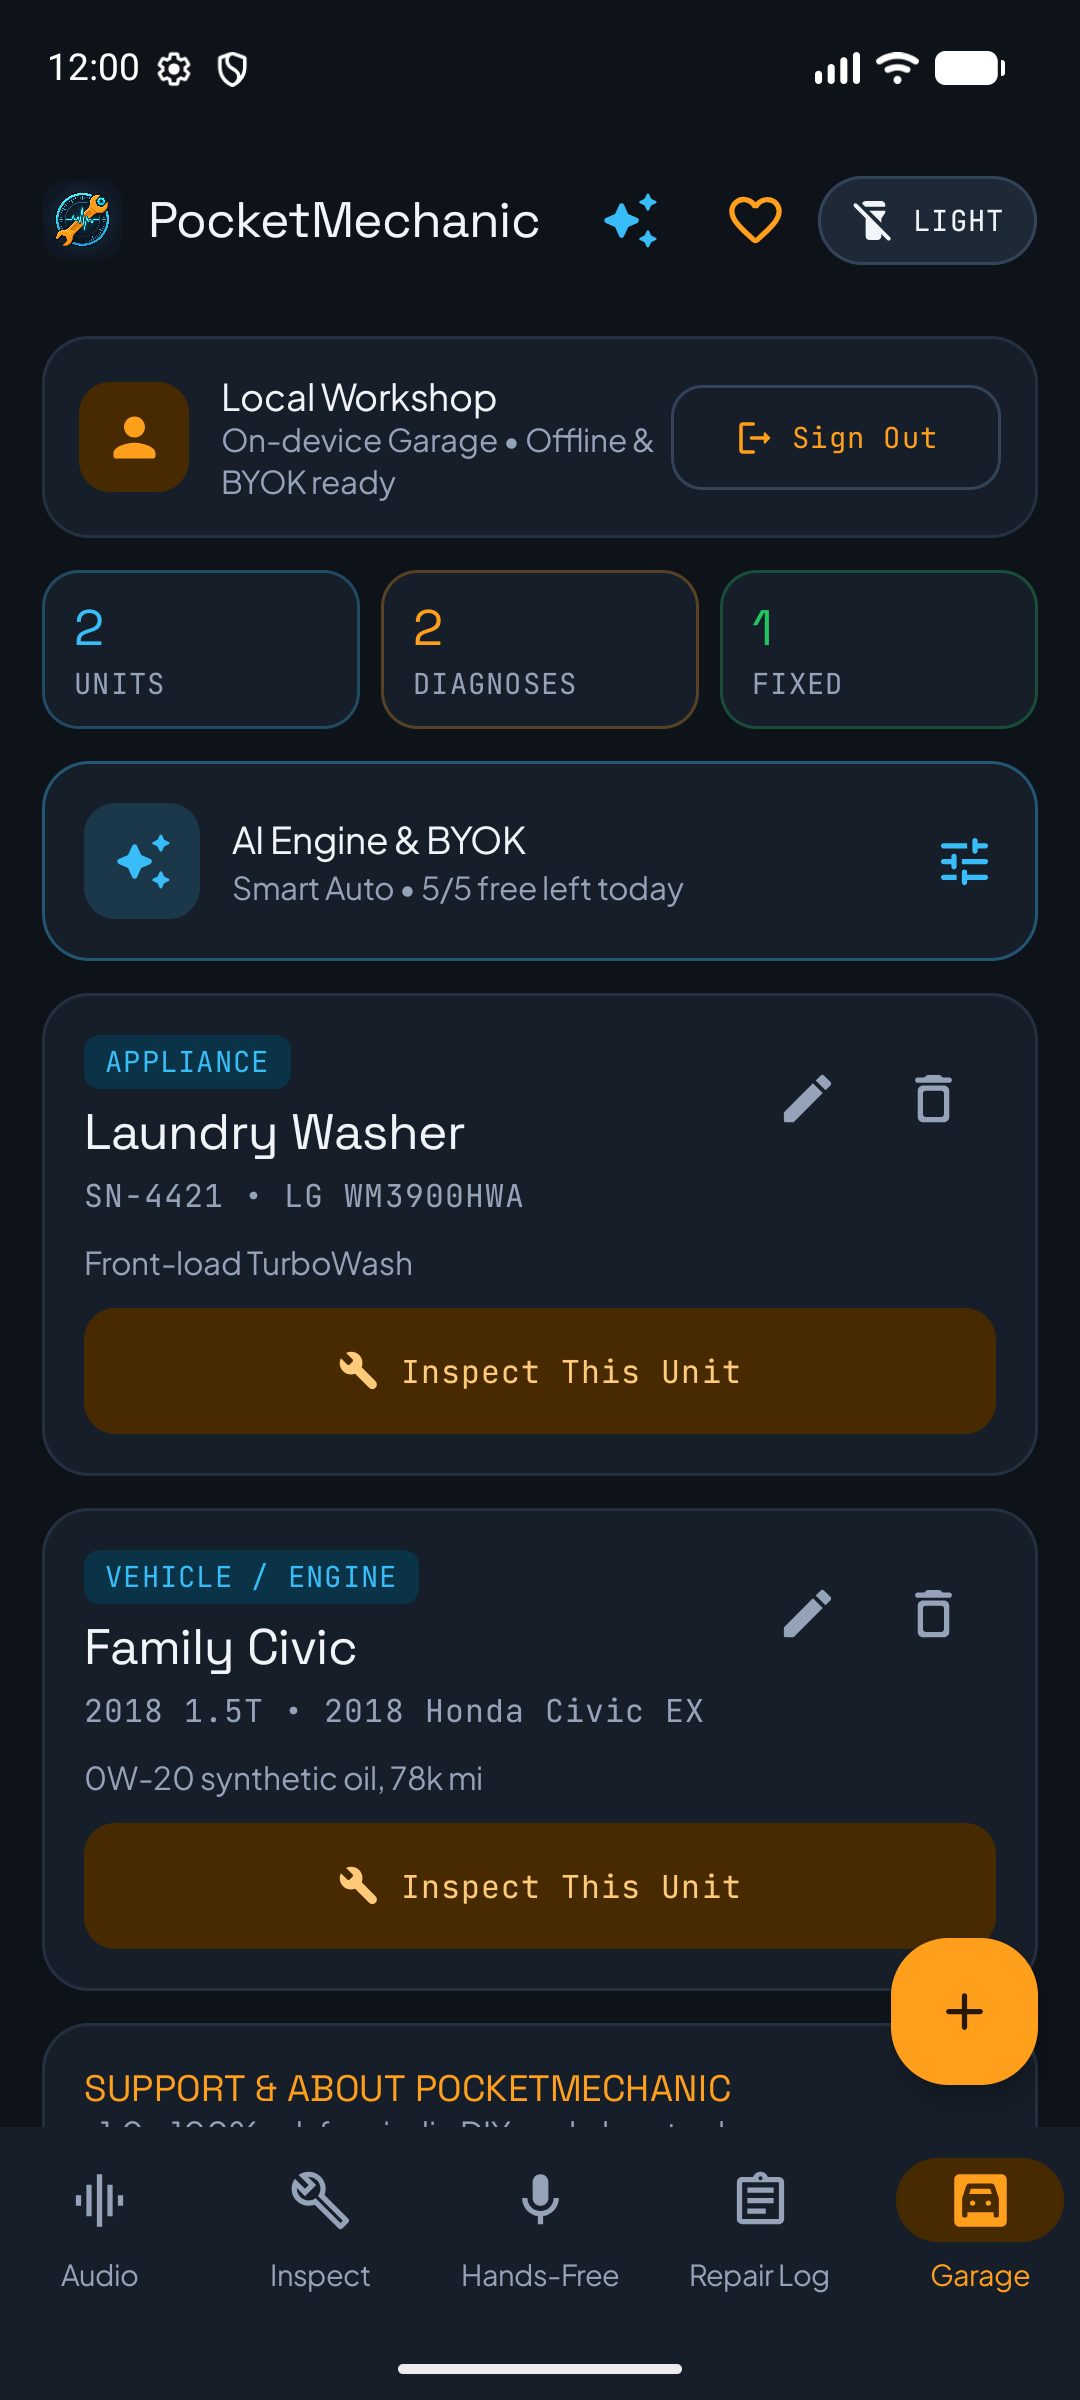 12:00
PocketMechanic
LIGHT
Local Workshop
On-device Garage • Offline &
BYOK ready
Sign Out
2
UNITS
2
DIAGNOSES
1
FIXED
AI Engine & BYOK
Smart Auto • 5/5 free left today
APPLIANCE
Laundry Washer
SN-4421 • LG WM3900HWA
Front-load TurboWash
Inspect This Unit
VEHICLE / ENGINE
Family Civic
2018 1.5T • 2018 Honda Civic EX
0W-20 synthetic oil, 78k mi
Inspect This Unit
SUPPORT & ABOUT POCKETMECHANIC
Audio
Inspect
Hands-Free
Repair Log
Garage